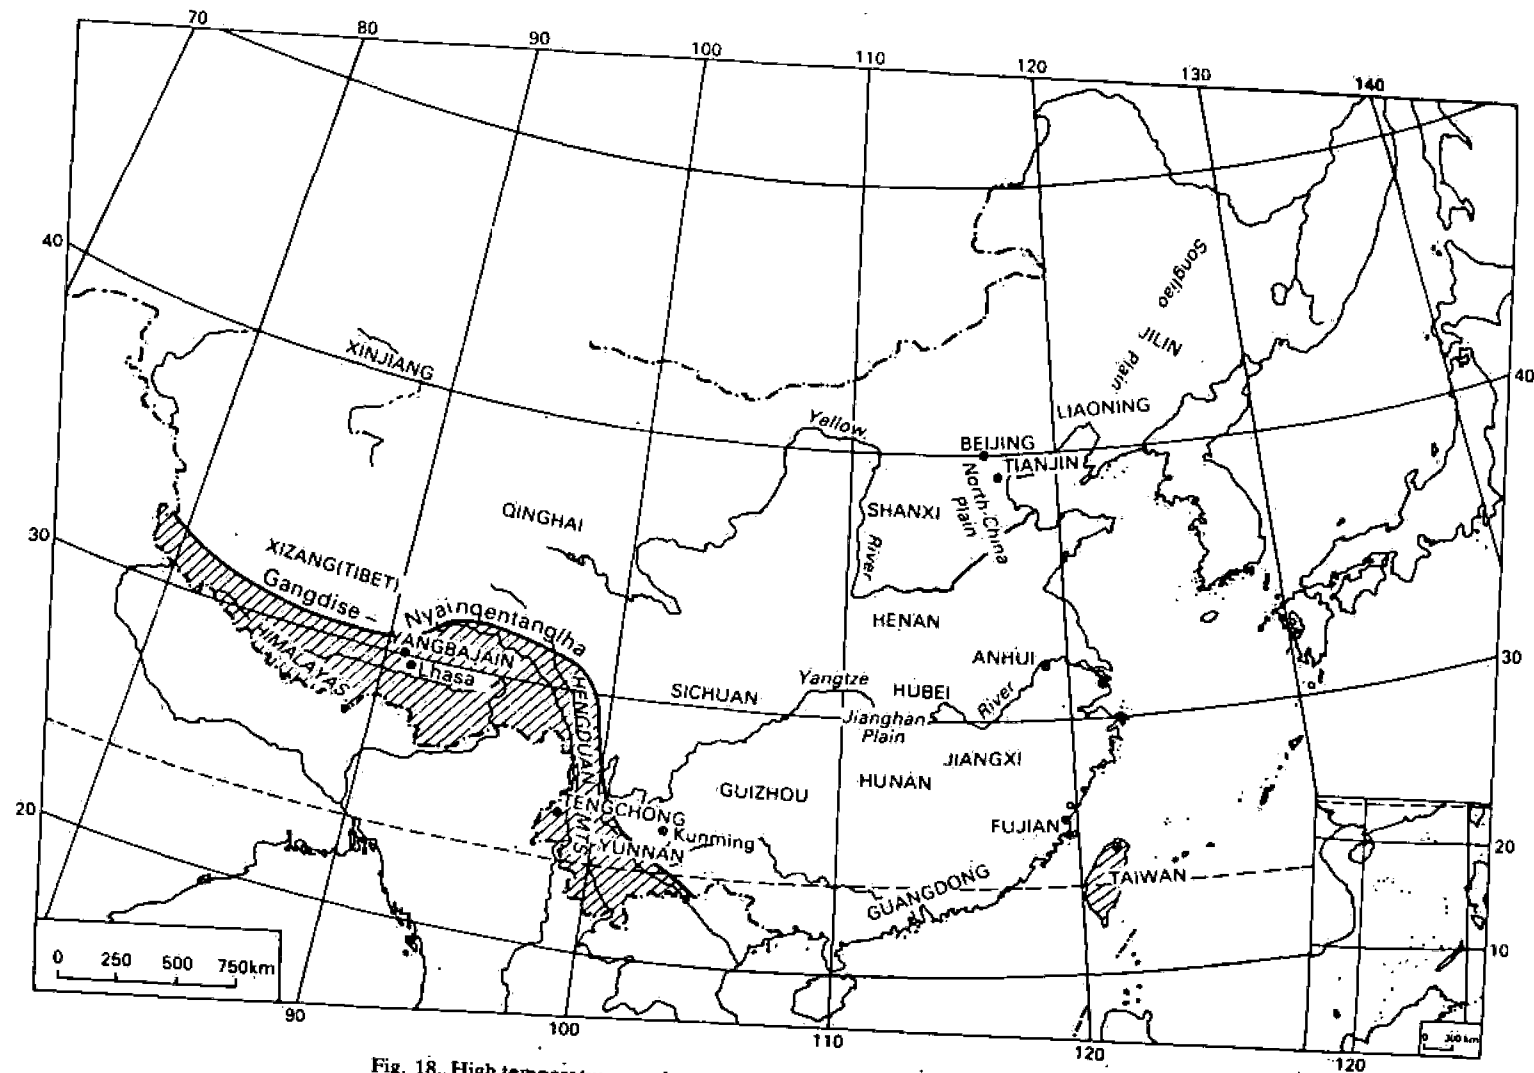 70
80
90
100
110
120
130
140
40
Songliao
JILIN
Plain
XINJIANG
40
LIAONING
Yellow
BEIJING
TIANJIN
North China
Plain
QINGHAI
SHANXI
River
30
XIZANG(TIBET)
Gangdise –
Nyainqentanglha
HENAN
YANGBAJAIN
Lhasa
HIMALAYAS
HENGDUAN
MTS
ANHUI
30
SICHUAN
Yangtze
HUBEI
River
Jianghan
Plain
JIANGXI
HUNAN
GUIZHOU
20
TENGCHONG
Kunming
YUNNAN
FUJIAN
20
TAIWAN
GUANGDONG
10
0 250 500 750km
90
100
110
120
120
0 300 km
Fig. 18. High